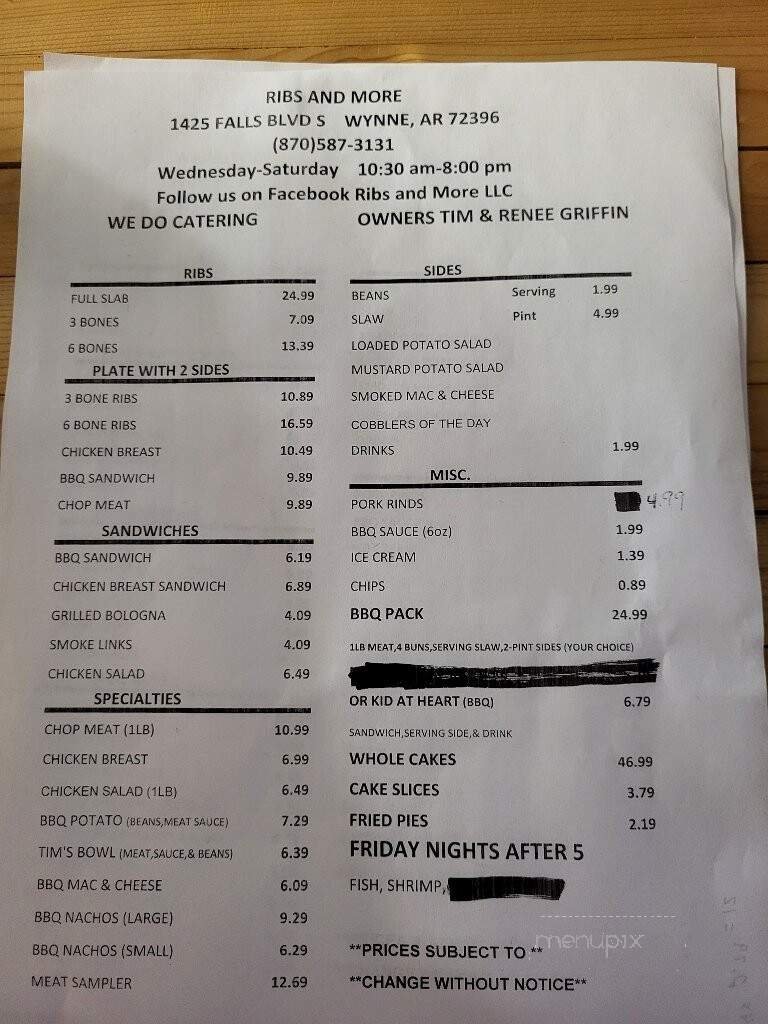 RIBS AND MORE
1425 FALLS BLVD S WYNNE, AR 72396
(870)587-3131
Wednesday-Saturday 10:30 am-8:00 pm
Follow us on Facebook Ribs and More LLC
WE DO CATERING OWNERS TIM & RENEE GRIFFIN
RIBS
FULL SLAB 24.99
3 BONES 7.09
6 BONES 13.39
PLATE WITH 2 SIDES
3 BONE RIBS 10.89
6 BONE RIBS 16.59
CHICKEN BREAST 10.49
BBQ SANDWICH 9.89
CHOP MEAT 9.89
SANDWICHES
BBQ SANDWICH 6.19
CHICKEN BREAST SANDWICH 6.89
GRILLED BOLOGNA 4.09
SMOKE LINKS 4.09
CHICKEN SALAD 6.49
SPECIALTIES
CHOP MEAT (1LB) 10.99
CHICKEN BREAST 6.99
CHICKEN SALAD (1LB) 6.49
BBQ POTATO (BEANS,MEAT SAUCE) 7.29
TIM'S BOWL (MEAT,SAUCE,& BEANS) 6.39
BBQ MAC & CHEESE 6.09
BBQ NACHOS (LARGE) 9.29
BBQ NACHOS (SMALL) 6.29
MEAT SAMPLER 12.69
SIDES
BEANS Serving 1.99
SLAW Pint 4.99
LOADED POTATO SALAD
MUSTARD POTATO SALAD
SMOKED MAC & CHEESE
COBBLERS OF THE DAY
DRINKS 1.99
MISC.
PORK RINDS 4.99
BBQ SAUCE (6oz) 1.99
ICE CREAM 1.39
CHIPS 0.89
BBQ PACK 24.99
1LB MEAT,4 BUNS,SERVING SLAW,2-PINT SIDES (YOUR CHOICE)
OR KID AT HEART (BBQ) 6.79
SANDWICH,SERVING SIDE,& DRINK
WHOLE CAKES 46.99
CAKE SLICES 3.79
FRIED PIES 2.19
FRIDAY NIGHTS AFTER 5
FISH, SHRIMP,
**PRICES SUBJECT TO **
**CHANGE WITHOUT NOTICE**
menupix